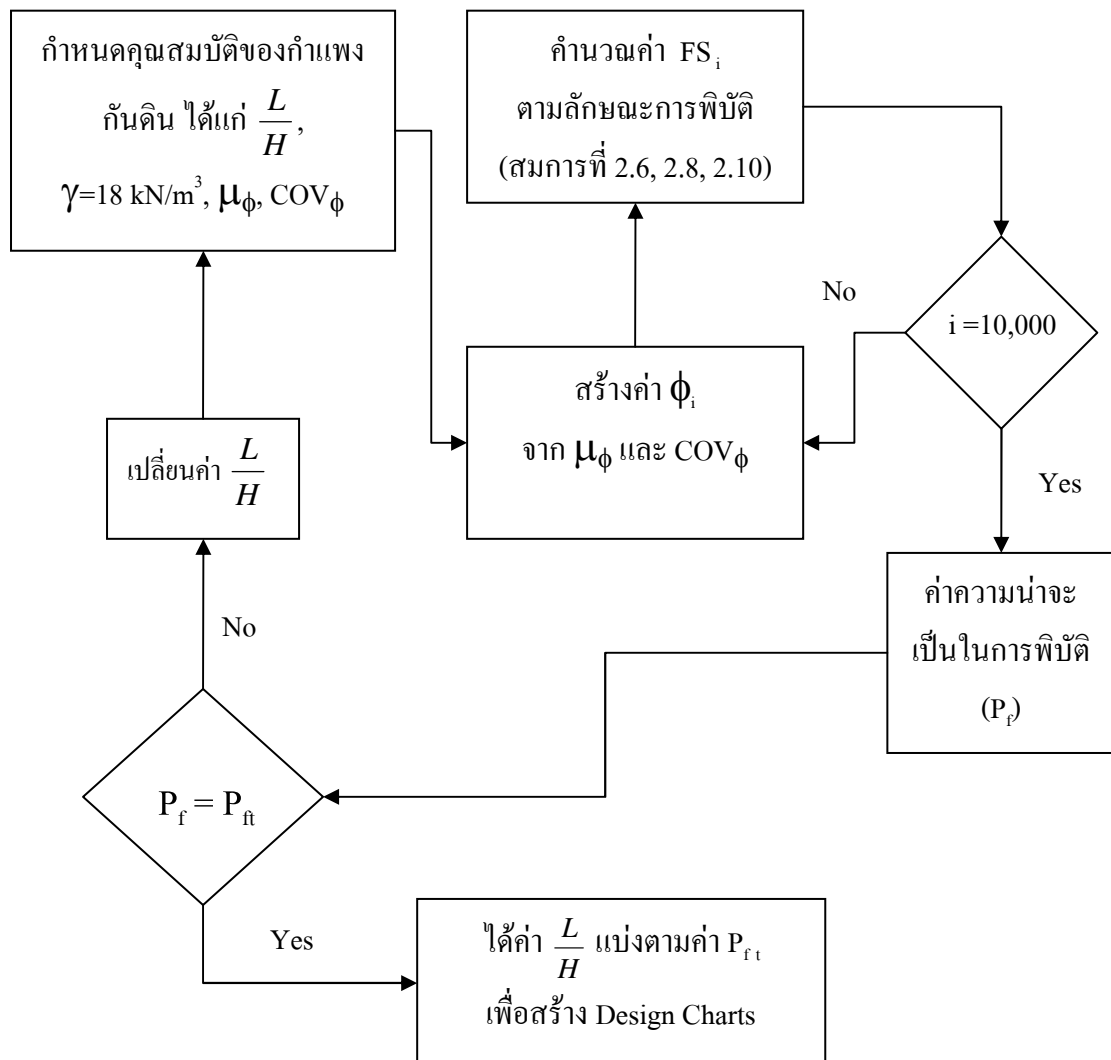 กำหนดคุณสมบัติของกำแพง
กันดิน ได้แก่ L/H,
γ=18 kN/m³, μφ, COVφ
คำนวณค่า FSi
ตามลักษณะการพิบัติ
(สมการที่ 2.6, 2.8, 2.10)
No
i =10,000
สร้างค่า φi
จาก μφ และ COVφ
เปลี่ยนค่า L/H
Yes
ค่าความน่าจะ
เป็นในการพิบัติ
(Pf)
No
Pf = Pft
Yes
ได้ค่า L/H แบ่งตามค่า Pf t
เพื่อสร้าง Design Charts